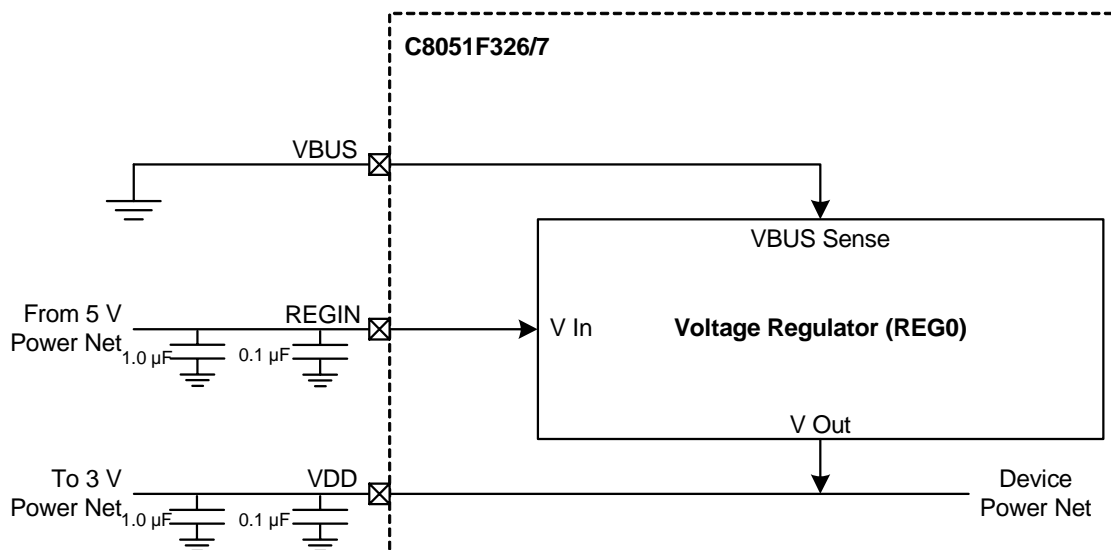 C8051F326/7
VBUS
VBUS Sense
From 5 V
Power Net
1.0 µF
0.1 µF
REGIN
V In
Voltage Regulator (REG0)
V Out
To 3 V
Power Net
1.0 µF
0.1 µF
VDD
Device
Power Net